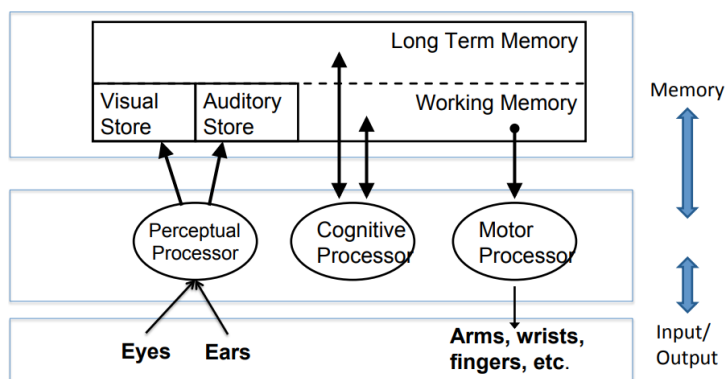 Long Term Memory
Visual
Store
Auditory
Store
Working Memory
Memory
Perceptual
Processor
Cognitive
Processor
Motor
Processor
Eyes
Ears
Arms, wrists,
fingers, etc.
Input/
Output